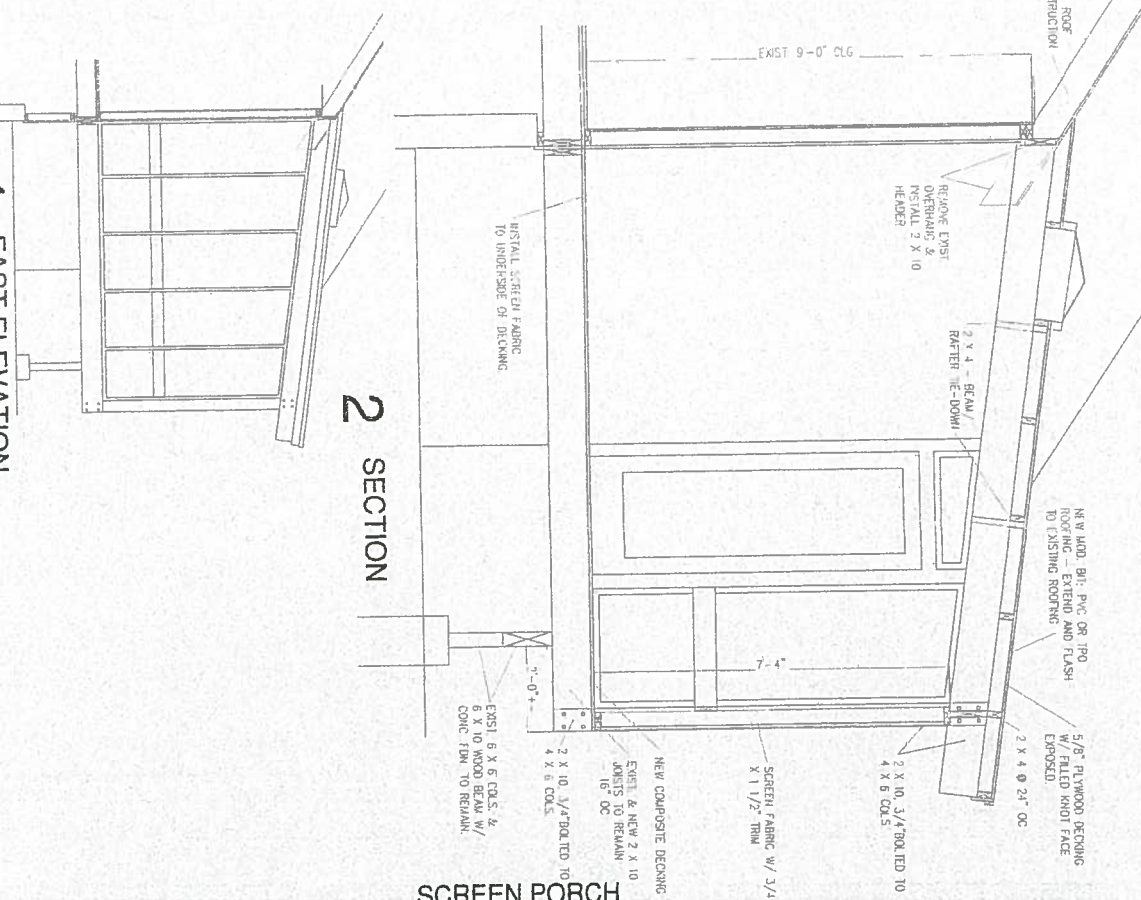 ROOF
EXIST 9'-0" CLG
REMOVE EXIST.
OVERHANG &
INSTALL 2 X 10
HEADER
2 X 4 - BEAM/
RAFTER TIE-DOWN
NEW MOD. BIT; PVC OR TPO
ROOFING - EXTEND AND FLASH
TO EXISTING ROOFING
5/8" PLYWOOD DECKING
W/ FILLED KNOT FACE
EXPOSED.
2 X 4 @ 24" OC
2 X 10, 3/4"BOLTED TO
4 X 6 COLS
SCREEN FABRIC W/ 3/4
X 1 1/2" TRIM
7'-4"
NEW COMPOSITE DECKING
EXIST. & NEW 2 X 10
JOISTS TO REMAIN
- 16" OC
2 X 10, 3/4"BOLTED TO
4 X 6 COLS.
EXIST. 6 X 6 COLS. &
6 X 10 WOOD BEAM W/
CONC. FDN. TO REMAIN.
INSTALL SCREEN FABRIC
TO UNDERSIDE OF DECKING
2 SECTION
EAST ELEVATION
SCREEN PORCH